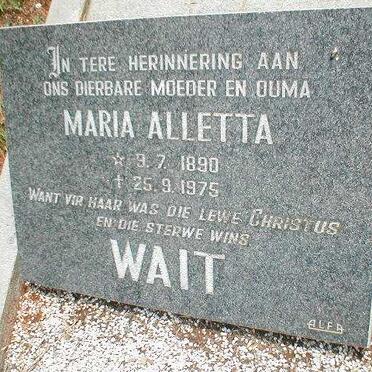 IN TERE HERINNERING AAN
ONS DIERBARE MOEDER EN OUMA
MARIA ALLETTA
☆ 9.7.1890
† 25.9.1975
WANT VIR HAAR WAS DIE LEWE CHRISTUS
EN DIE STERWE WINS
WAIT